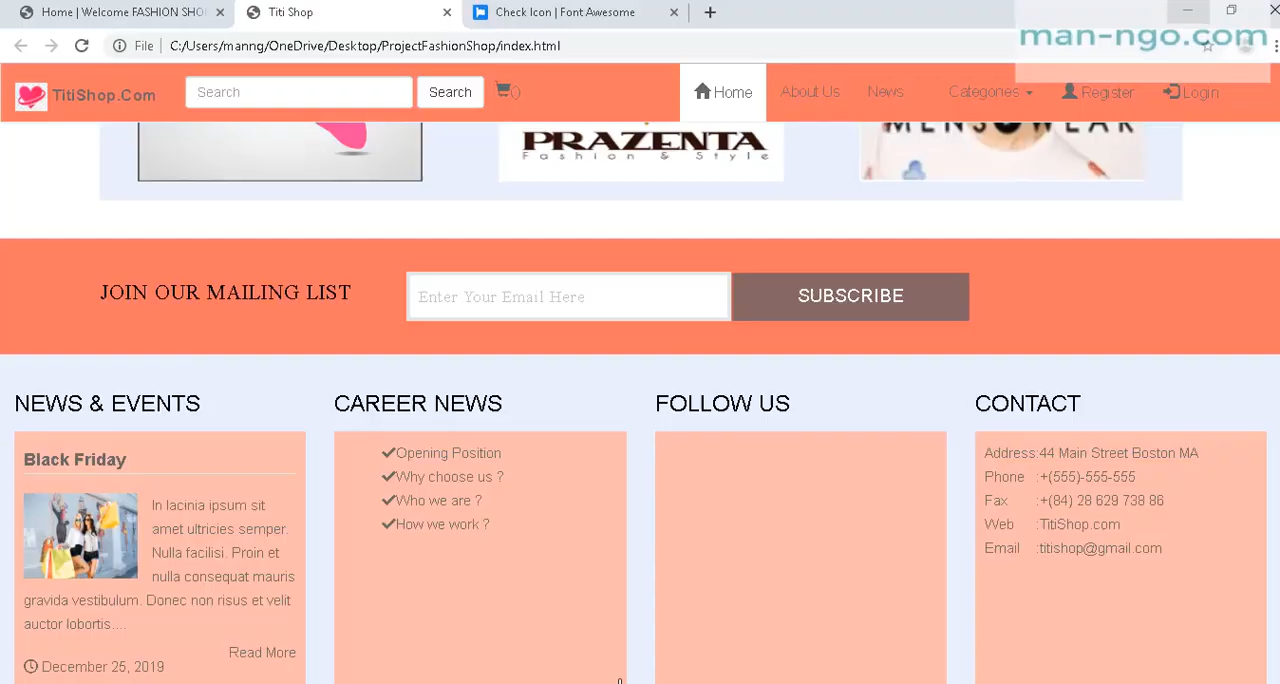 Home | Welcome FASHION SHO
Titi Shop
Check Icon | Font Awesome
File
C:/Users/manng/OneDrive/Desktop/ProjectFashionShop/index.html
man-ngo.com
TitiShop.Com
Search
Search
0
Home
About Us
News
Categories
Register
Login
PRAZENTA
Fashion & Style
MENSWEAR
JOIN OUR MAILING LIST
Enter Your Email Here
SUBSCRIBE
NEWS & EVENTS
Black Friday
In lacinia ipsum sit
amet ultricies semper.
Nulla facilisi. Proin et
nulla consequat mauris
gravida vestibulum. Donec non risus et velit
auctor lobortis....
Read More
December 25, 2019
CAREER NEWS
Opening Position
Why choose us ?
Who we are ?
How we work ?
FOLLOW US
CONTACT
Address:44 Main Street Boston MA
Phone :+(555)-555-555
Fax :+(84) 28 629 738 86
Web :TitiShop.com
Email :titishop@gmail.com